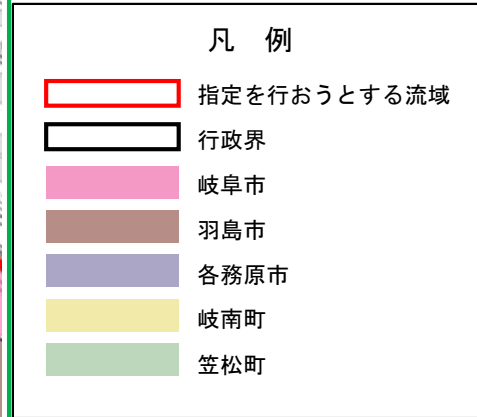 凡 例
指定を行おうとする流域
行政界
岐阜市
羽島市
各務原市
岐南町
笠松町